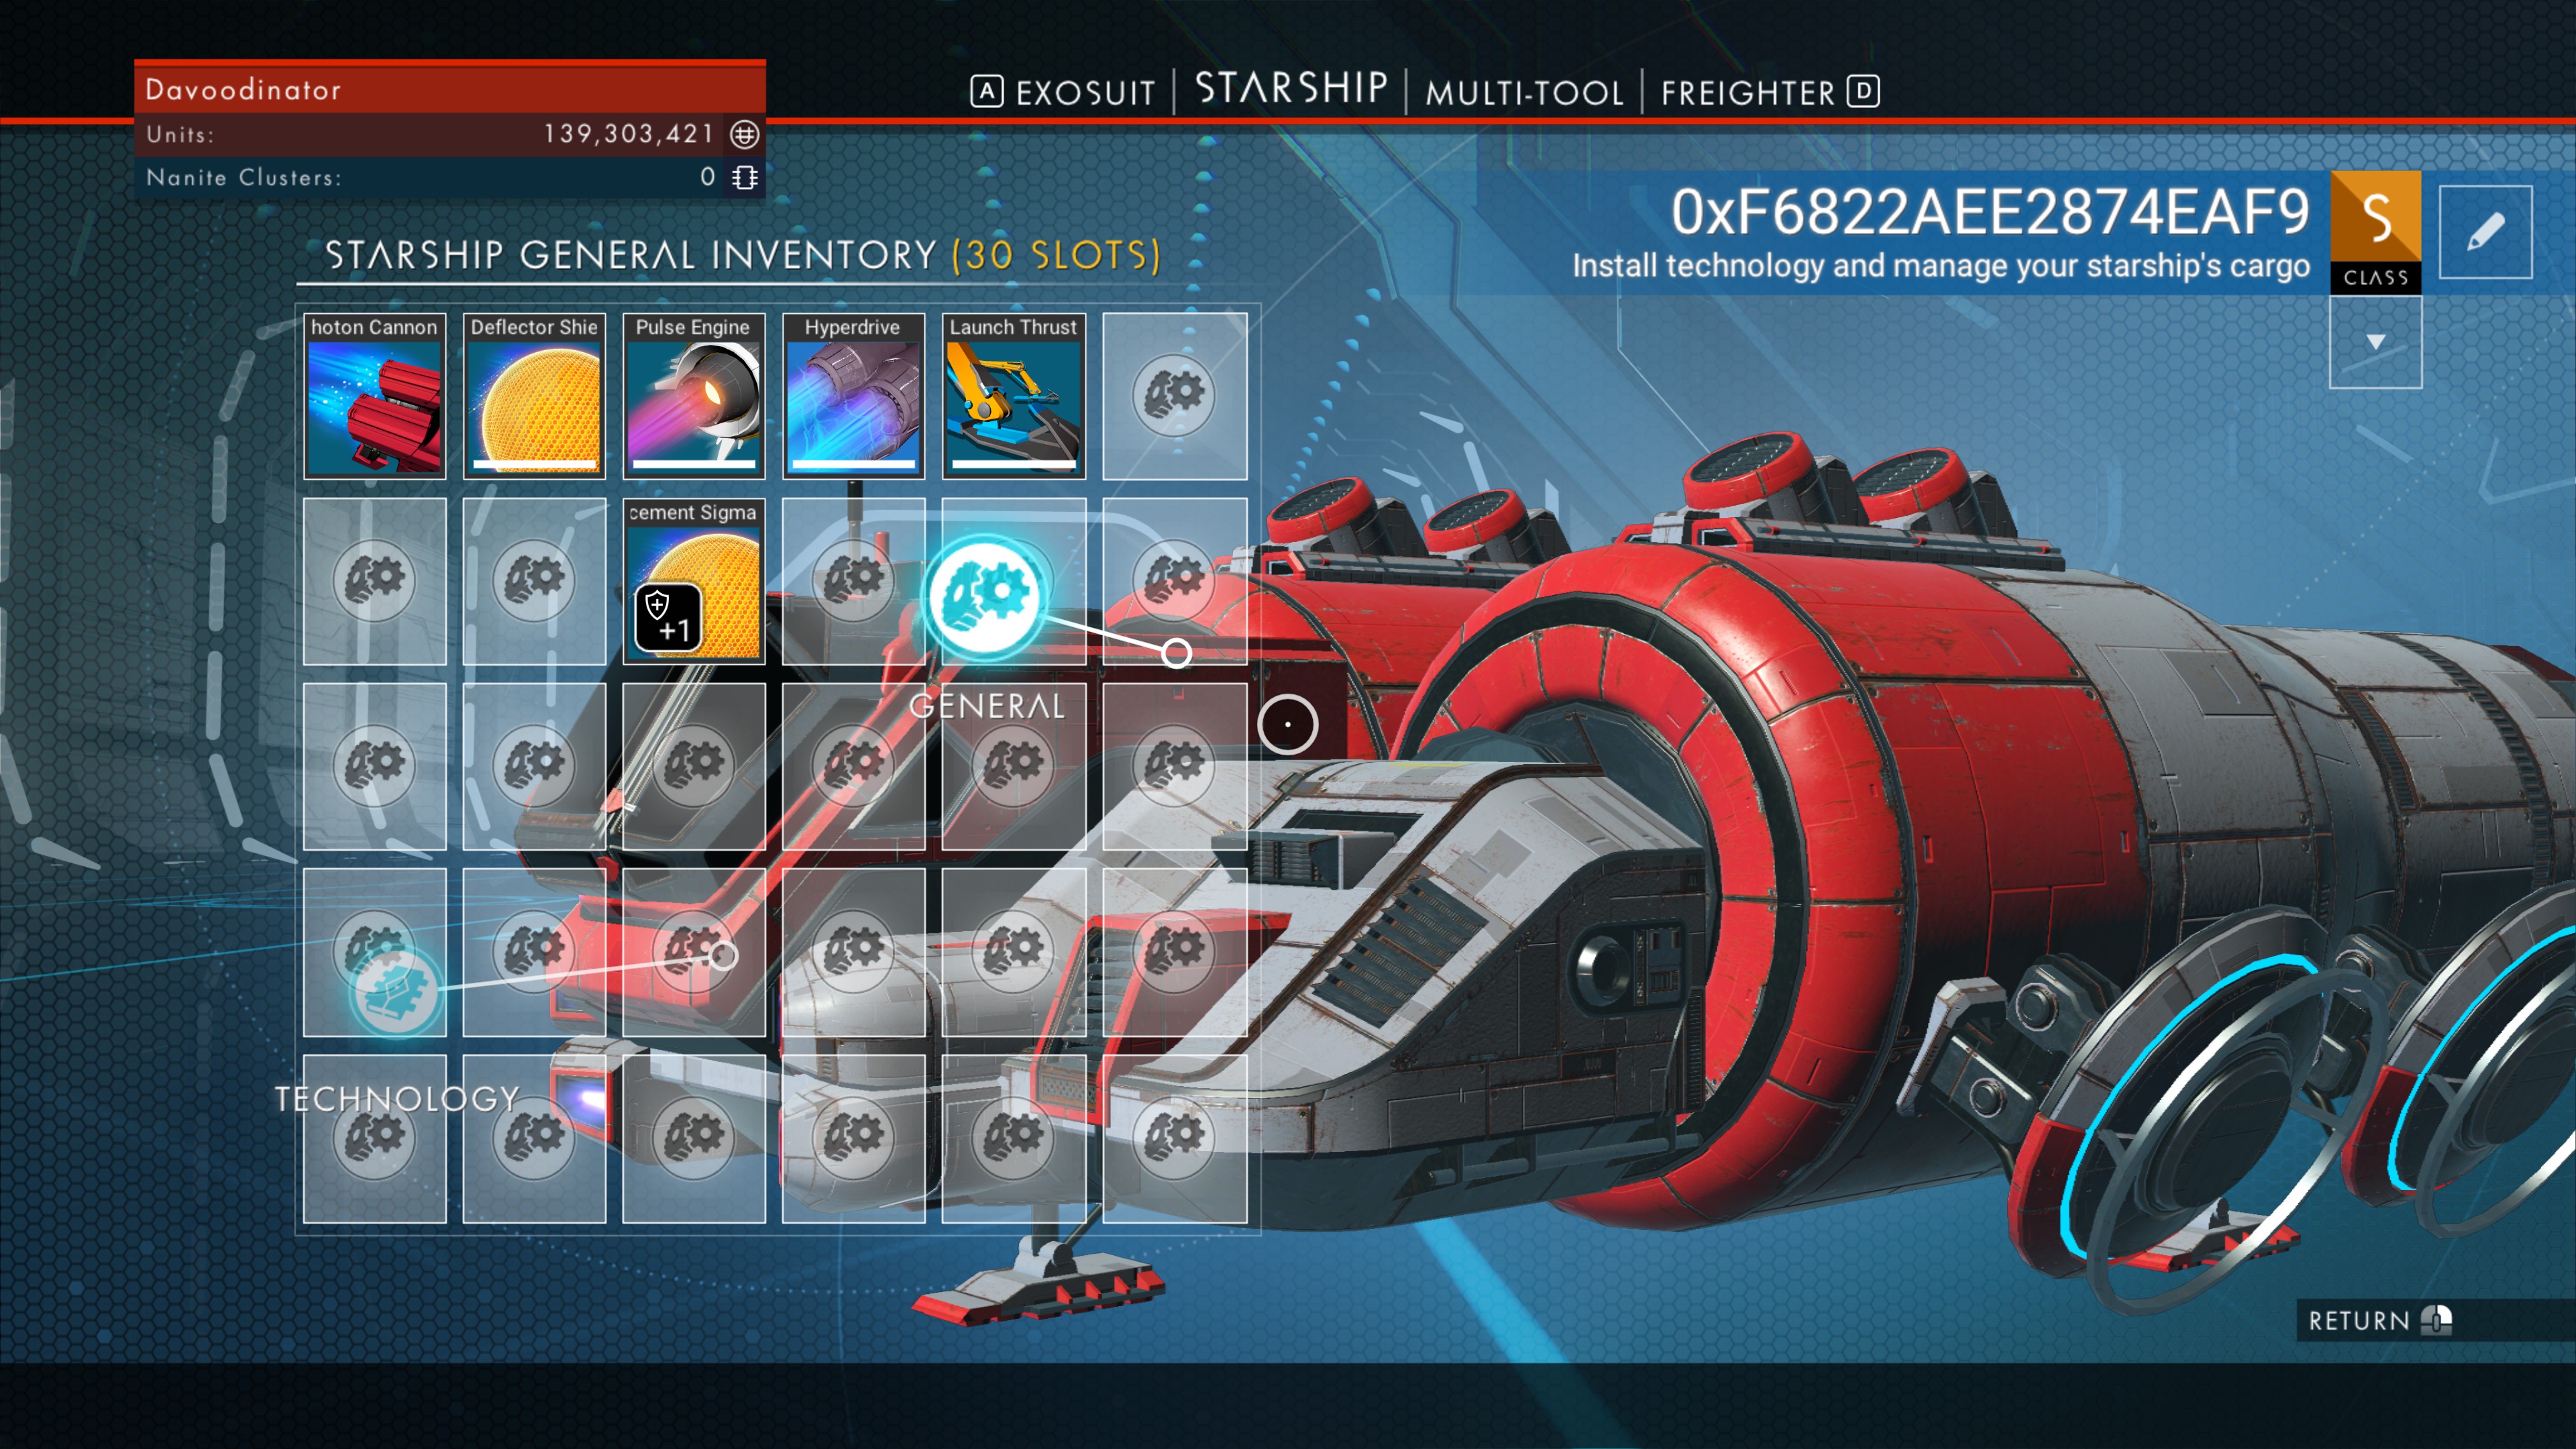 Davoodinator
Units: 139,303,421
Nanite Clusters: 0
A EXOSUIT STARSHIP MULTI-TOOL FREIGHTER D
0xF6822AEE2874EAF9
Install technology and manage your starship's cargo
S
CLASS
STARSHIP GENERAL INVENTORY (30 SLOTS)
hoton Cannon Deflector Shie Pulse Engine Hyperdrive Launch Thrust
cement Sigma
+1
GENERAL
TECHNOLOGY
RETURN